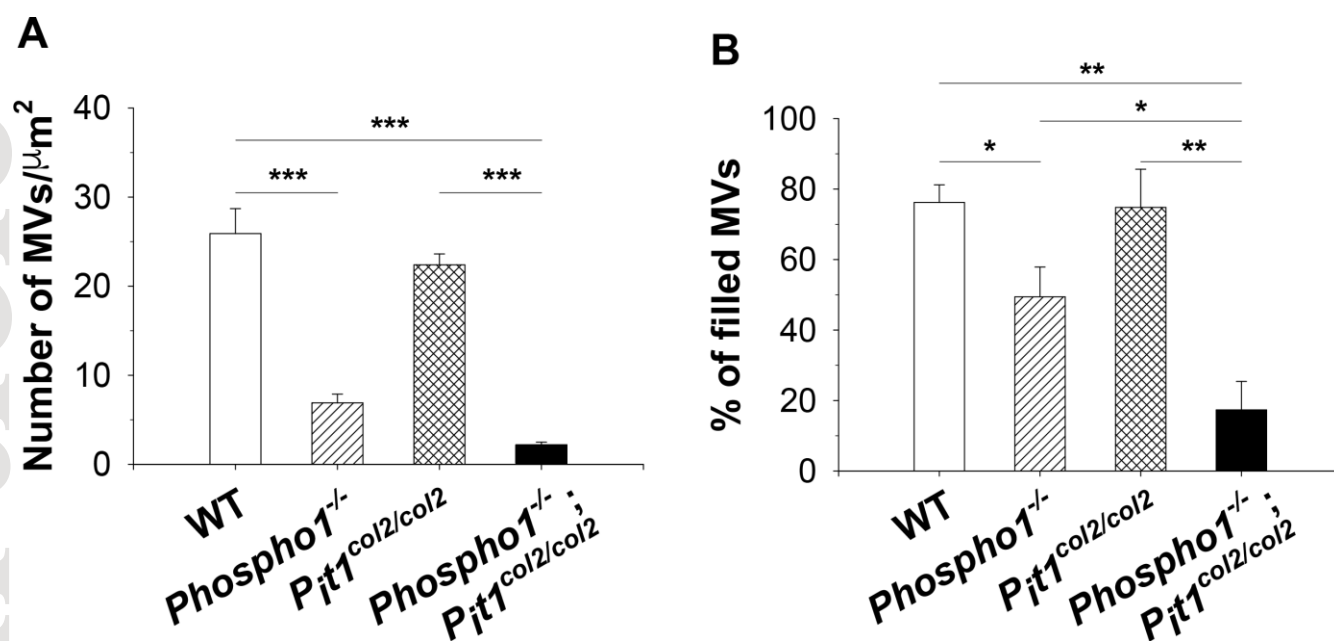 A
Number of MVs/μm²
40
30
20
10
0
***
***
***
WT
Phospho1⁻/⁻
Pit1ᶜᵒˡ²/ᶜᵒˡ²
Phospho1⁻/⁻;
Pit1ᶜᵒˡ²/ᶜᵒˡ²
B
% of filled MVs
100
80
60
40
20
0
**
*
*
**
WT
Phospho1⁻/⁻
Pit1ᶜᵒˡ²/ᶜᵒˡ²
Phospho1⁻/⁻;
Pit1ᶜᵒˡ²/ᶜᵒˡ²